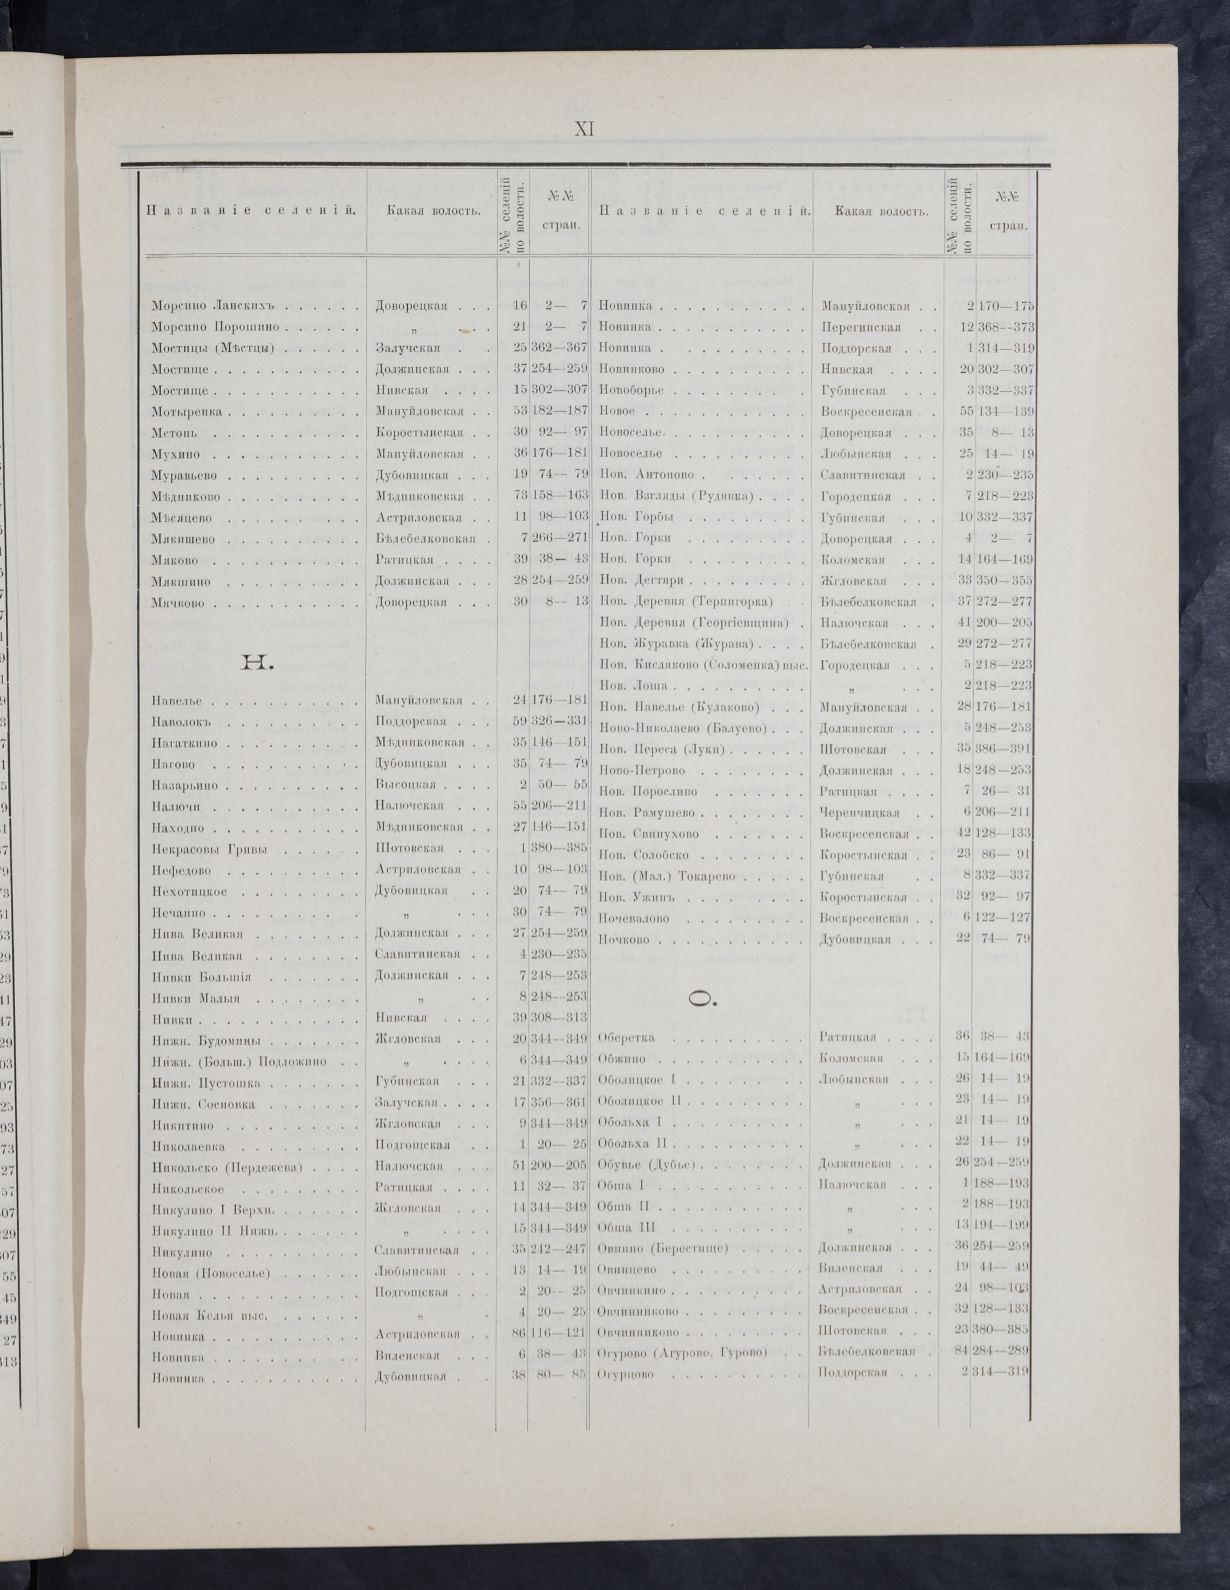 XI
Названіе селеній. Какая волость. №№ селеній по волости. №№ стран.
Морсино Ланскихъ . . . . . . Доворецкая . . . 16 2— 7
Морсино Порошино . . . . . . „ . . 21 2— 7
Мостицы (Мѣстцы) . . . . . . Залучская . . 25 362—367
Мостище . . . . . . . . . . . Должинская . . . 37 254—259
Мостище . . . . . . . . . . . Нивская . . . . 15 302—307
Мотыренка . . . . . . . . . . Мануйловская . . 53 182—187
Мстонь . . . . . . . . . . . Коростынская . . 30 92— 97
Мухино . . . . . . . . . . . Мануйловская . . 36 176—181
Муравьево . . . . . . . . . . Дубовицкая . . . 19 74— 79
Мѣдниково . . . . . . . . . . Мѣдниковская . . 73 158—163
Мѣсяцево . . . . . . . . . . Астриловская . . 11 98—103
Мякишево . . . . . . . . . . Бѣлебелковская . 7 266—271
Мяково . . . . . . . . . . . Ратицкая . . . . 39 38— 43
Мякшино . . . . . . . . . . Должинская . . . 28 254—259
Мячково . . . . . . . . . . . Доворецкая . . . 30 8— 13
Н.
Навелье . . . . . . . . . . . Мануйловская . . 24 176—181
Наволокъ . . . . . . . . . . Поддорская . . . 59 326—331
Нагаткино . . . . . . . . . . Мѣдниковская . . 35 146—151
Нагово . . . . . . . . . . . Дубовицкая . . . 35 74— 79
Назарьино . . . . . . . . . . Высоцкая . . . . 2 50— 55
Налючи . . . . . . . . . . . Налючская . . . 55 206—211
Находно . . . . . . . . . . . Мѣдниковская . . 27 146—151
Некрасовы Гривы . . . . . . Шотовская . . . 1 380—385
Нефедово . . . . . . . . . . Астриловская . . 10 98—103
Нехотицкое . . . . . . . . . Дубовицкая . . 20 74— 79
Нечаино . . . . . . . . . . . „ . . . 30 74— 79
Нива Великая . . . . . . . . Должинская . . . 27 254—259
Нива Великая . . . . . . . . Славитинская . . 4 230—235
Нивки Большія . . . . . . . Должинская . . . 7 248—253
Нивки Малыя . . . . . . . . „ . . 8 248—253
Нивки . . . . . . . . . . . . Нивская . . . . 39 308—313
Нижн. Будомицы . . . . . . . Жгловская . . . 20 344—349
Нижн. (Больш.) Подложино . . „ . . . . 6 344—349
Нижн. Пустошка . . . . . . . Губинская . . . 21 332—337
Нижн. Сосновка . . . . . . . Залучская . . . . 17 356—361
Никитино . . . . . . . . . . Жгловская . . . 9 344—349
Николаевка . . . . . . . . . Подгощская . . 1 20— 25
Никольско (Пердежева) . . . . Налючская . . . 51 200—205
Никольское . . . . . . . . . Ратицкая . . . . 11 32— 37
Никулино I Верхн. . . . . . . Жгловская . . . 14 344—349
Никулино II Нижн. . . . . . . „ . . . . 15 344—349
Никулино . . . . . . . . . . Славитинская . . 35 242—247
Новая (Новоселье) . . . . . . Любынская . . . 13 14— 19
Новая . . . . . . . . . . . . Подгощская . . . 2 20— 25
Новая Келья выс. . . . . . . „ . 4 20— 25
Новинка . . . . . . . . . . . Астриловская . . 86 116—121
Новинка . . . . . . . . . . . Виленская . . . 6 38— 43
Новинка . . . . . . . . . . . Дубовицкая . . 38 80— 85
Названіе селеній. Какая волость. №№ селеній по волости. №№ стран.
Новинка . . . . . . . . . . . Мануйловская . . 2 170—175
Новинка . . . . . . . . . . . Перегинская . . 12 368--373
Новинка . . . . . . . . . . Поддорская . . . 1 314—319
Новинково . . . . . . . . . . Нивская . . . . 20 302—307
Новоборье . . . . . . . . . . Губинская . . . 3 332—337
Новое . . . . . . . . . . . . Воскресенская . . 55 134—139
Новоселье. . . . . . . . . . . Доворецкая . . . 35 8— 13
Новоселье . . . . . . . . . . Любынская . . . 25 14— 19
Нов. Антоново . . . . . . . Славитинская . . 2 230—235
Нов. Взгляды (Рудявка) . . . . Городецкая . . . 7 218—223
Нов. Горбы . . . . . . . . . Губинская . . . 10 332—337
Нов. Горки . . . . . . . . . Доворецкая . . . 4 2— 7
Нов. Горки . . . . . . . . . Коломская . . . 14 164—169
Нов. Дегтяри . . . . . . . . . Жгловская . . . 33 350—355
Нов. Деревня (Терпигорка) . . Бѣлебелковская . 37 272—277
Нов. Деревня (Георгіевщина) . Налючская . . . 41 200—205
Нов. Журавка (Журава) . . . . Бѣлебелковская . 29 272—277
Нов. Кисляково (Соломенка) выс. Городецкая . . . 5 218—223
Нов. Лоша . . . . . . . . . . „ . . . 2 218—223
Нов. Навелье (Кулаково) . . . Мануйловская . . 28 176—181
Ново-Николаево (Балуево) . . . Должинская . . . 5 248—253
Нов. Переса (Луки) . . . . . . Шотовская . . . 35 386—391
Ново-Петрово . . . . . . . . Должинская . . . 18 248—253
Нов. Порослиово . . . . . . . Ратицкая . . . . 7 26— 31
Нов. Рамушево . . . . . . . . Черенчицкая . . 6 206—211
Нов. Свинухово . . . . . . . Воскресенская . . 42 128—133
Нов. Солобско . . . . . . . . Коростынская . . 23 86— 91
Нов. (Мал.) Токарево . . . . . Губинская . . 8 332—337
Нов. Ужинъ . . . . . . . . . Коростынская . . 32 92— 97
Ночевалово . . . . . . . . . Воскресенская . . 6 122—127
Ночково . . . . . . . . . . . Дубовицкая . . . 22 74— 79
О.
Оберетка . . . . . . . . . . Ратицкая . . . . 36 38— 43
Обжино . . . . . . . . . . . Коломская . . . 15 164—169
Оболицкое I . . . . . . . . . Любынская . . . 26 14— 19
Оболицкое II . . . . . . . . . „ . . . 23 14— 19
Обольха I . . . . . . . . . . „ . . . 21 14— 19
Обольха II . . . . . . . . . . „ . . . 22 14— 19
Обувье (Дубье) . . . . . . . . Должинская . . . 26 254—259
Обша I . . . . . . . . . . . Налючская . . . 1 188—193
Обша II . . . . . . . . . . . „ . . . 2 188—193
Обша III . . . . . . . . . . „ . . . 13 194—199
Овиино (Берестище) . . . . . Должинская . . . 36 254—259
Овинцево . . . . . . . . . . Виленская . . . 19 44— 49
Овчинкино . . . . . . . . . . Астриловская . . 24 98—103
Овчинниково . . . . . . . . . Воскресенская . . 32 128—133
Овчинниково . . . . . . . . . Шотовская . . . 23 380—385
Огурово (Агурово, Гурово) . . Бѣлебелковская . 84 284—289
Огурцово . . . . . . . . . . Поддорская . . . 2 314—319